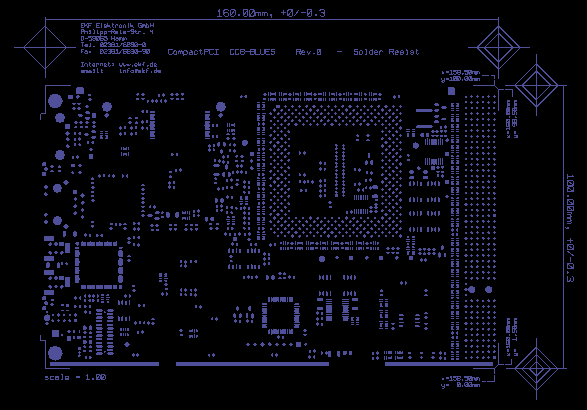 160.00mm, +0/-0.3
EKF Elektronik GmbH
Philipp-Reis-Str. 4
D-59065 Hamm
Tel. 02381/6890-0
Fax 02381/6890-90
CompactPCI CC8-BLUES Rev.0 - Solder Resist
Internet: www.ekf.de
email: info@ekf.de
x=158.50mm
y=100.00mm
100.00mm, +0/-0.3
scale = 1.00
x=158.50mm
y= 0.00mm